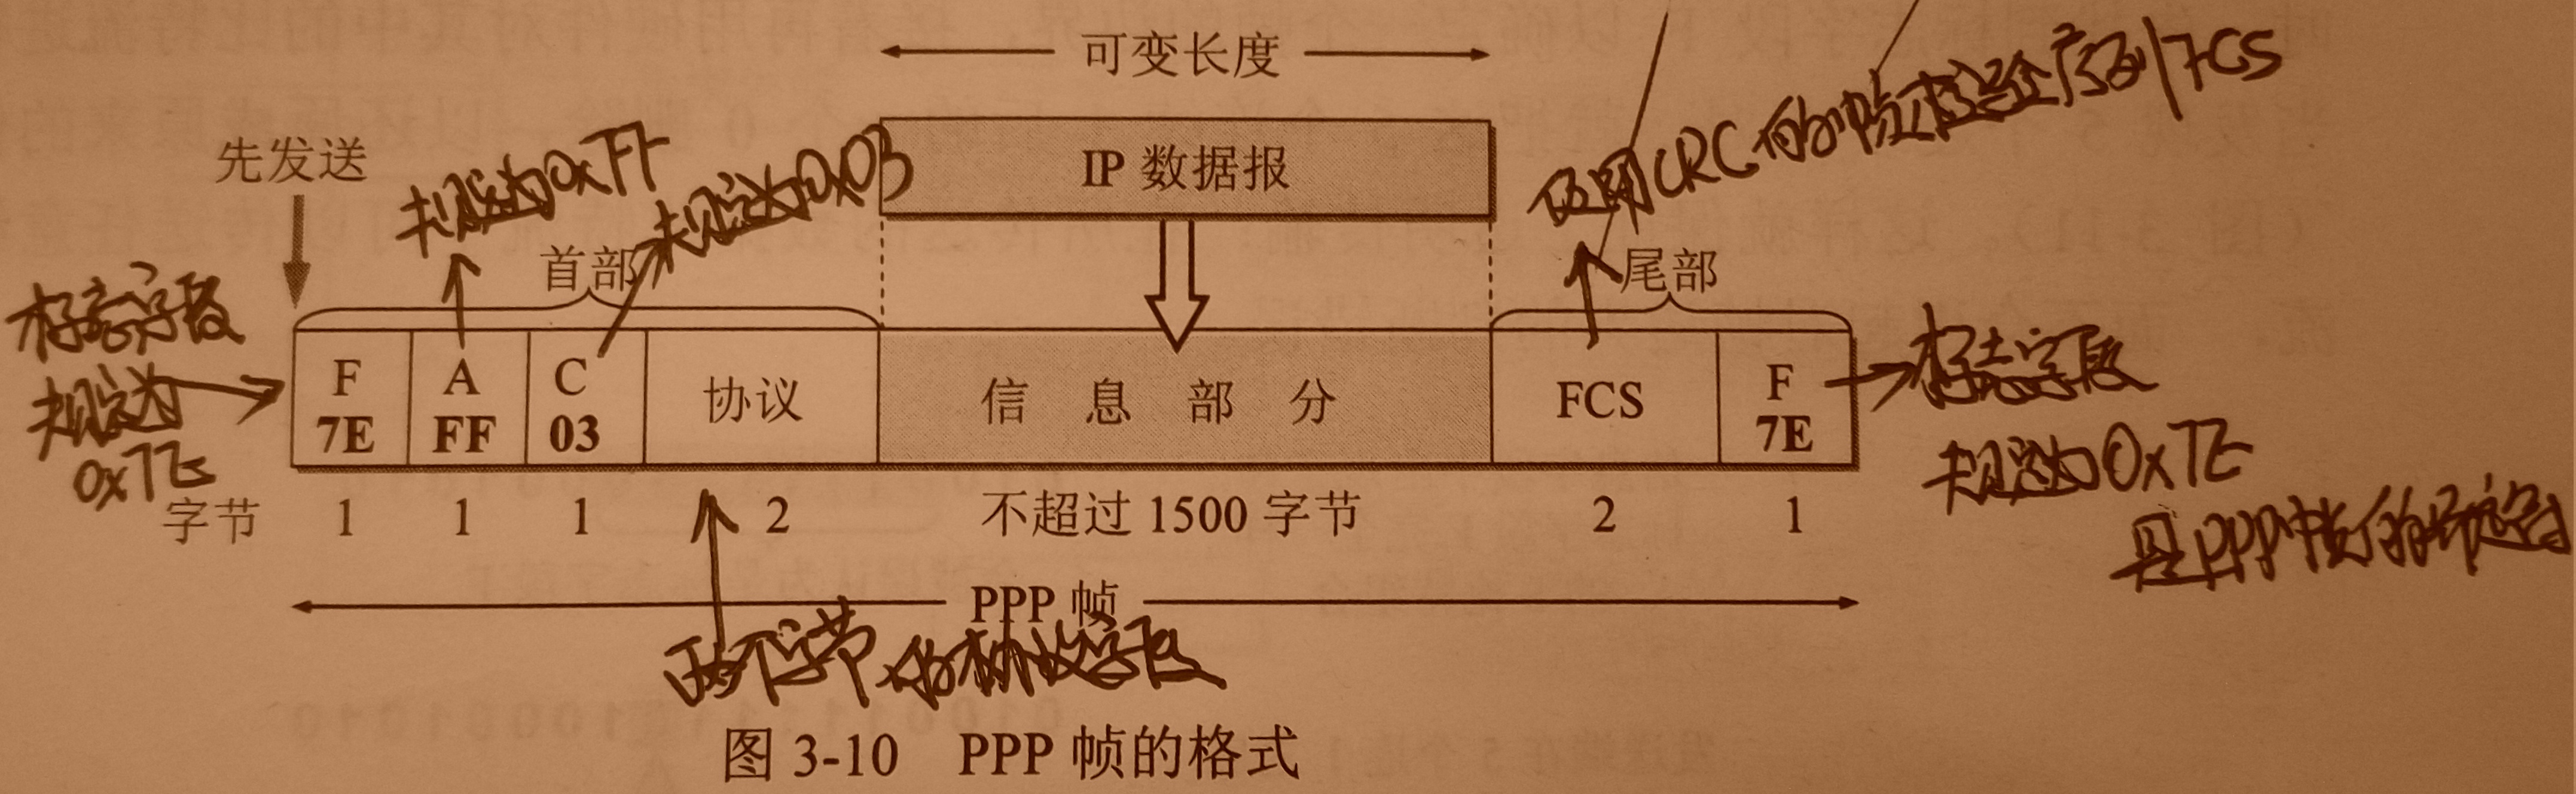 可变长度
使用CRC的帧检验序列FCS
IP 数据报
先发送
规定为0xFF
规定为0x03
首部
尾部
标志字段
规定为
0x7E
F
7E
A
FF
C
03
协议
信 息 部 分
FCS
F
7E
标志字段
规定为0x7E
是PPP帧的
字节
1
1
1
2
不超过 1500 字节
2
1
PPP 帧
两个字节的协议字段
图 3-10 PPP 帧的格式